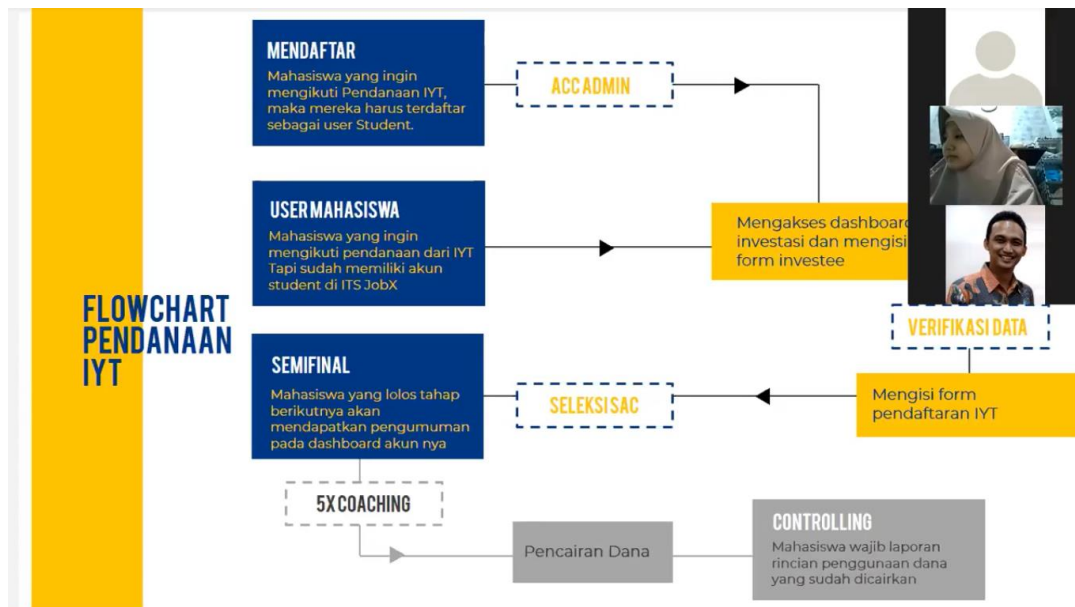 FLOWCHART
PENDANAAN
IYT
MENDAFTAR
Mahasiswa yang ingin
mengikuti Pendanaan IYT,
maka mereka harus terdaftar
sebagai user Student.
ACC ADMIN
USER MAHASISWA
Mahasiswa yang ingin
mengikuti pendanaan dari IYT
Tapi sudah memiliki akun
student di ITS JobX
Mengakses dashboard
investasi dan mengisi
form investee
VERIFIKASI DATA
Mengisi form
pendaftaran IYT
SELEKSI SAC
SEMIFINAL
Mahasiswa yang lolos tahap
berikutnya akan
mendapatkan pengumuman
pada dashboard akun nya
5X COACHING
Pencairan Dana
CONTROLLING
Mahasiswa wajib laporan
rincian penggunaan dana
yang sudah dicairkan